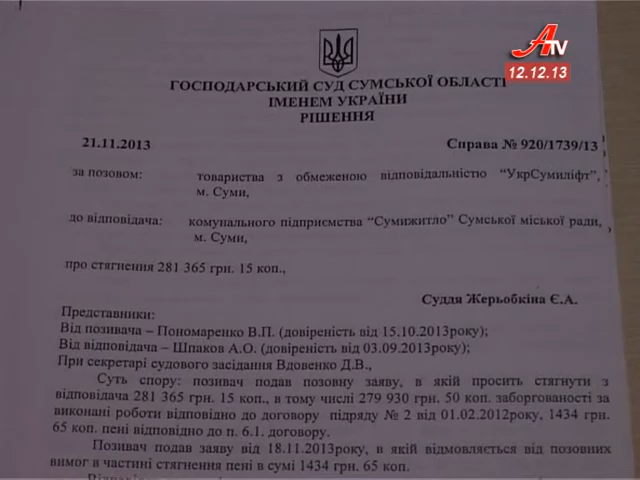 ATV
12.12.13
ГОСПОДАРСЬКИЙ СУД СУМСЬКОЇ ОБЛАСТІ
ІМЕНЕМ УКРАЇНИ
РІШЕННЯ
21.11.2013 Справа № 920/1739/13
за позовом: товариства з обмеженою відповідальністю “УкрСумиліфт”,
м. Суми,
до відповідача: комунального підприємства “Сумижитло” Сумської міської ради,
м. Суми,
про стягнення 281 365 грн. 15 коп.,
Суддя Жерьобкіна Є.А.
Представники:
Від позивача – Пономаренко В.П. (довіреність від 15.10.2013року);
Від відповідача – Шпаков А.О. (довіреність від 03.09.2013року);
При секретарі судового засідання Вдовенко Д.В.,
Суть спору: позивач подав позовну заяву, в якій просить стягнути з
відповідача 281 365 грн. 15 коп., в тому числі 279 930 грн. 50 коп. заборгованості за
виконані роботи відповідно до договору підряду № 2 від 01.02.2012року, 1434 грн.
65 коп. пені відповідно до п. 6.1. договору.
Позивач подав заяву від 18.11.2013року, в якій відмовляється від позовних
вимог в частині стягнення пені в сумі 1434 грн. 65 коп.